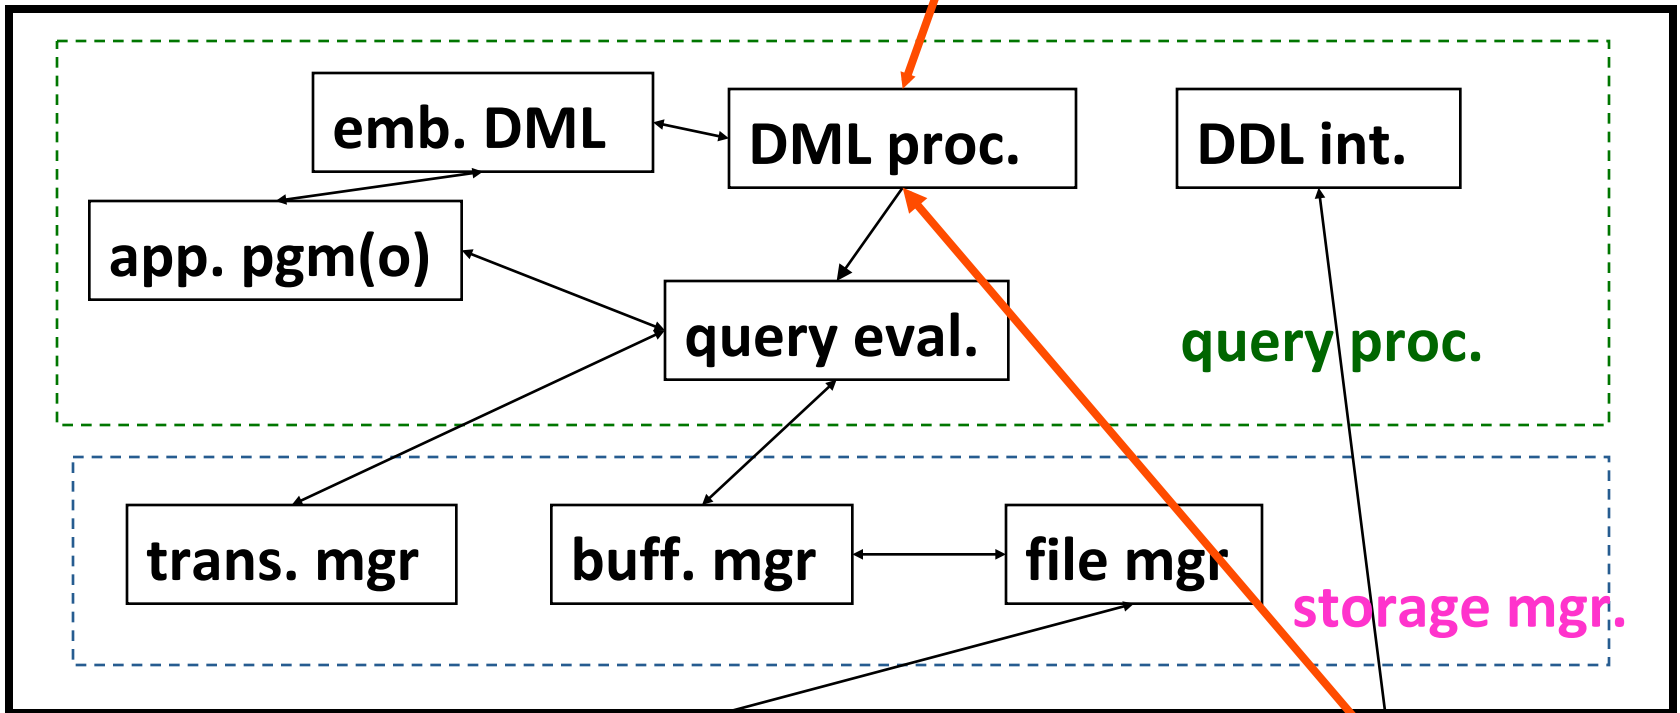 emb. DML
DML proc.
DDL int.
app. pgm(o)
query eval.
query proc.
trans. mgr
buff. mgr
file mgr
storage mgr.